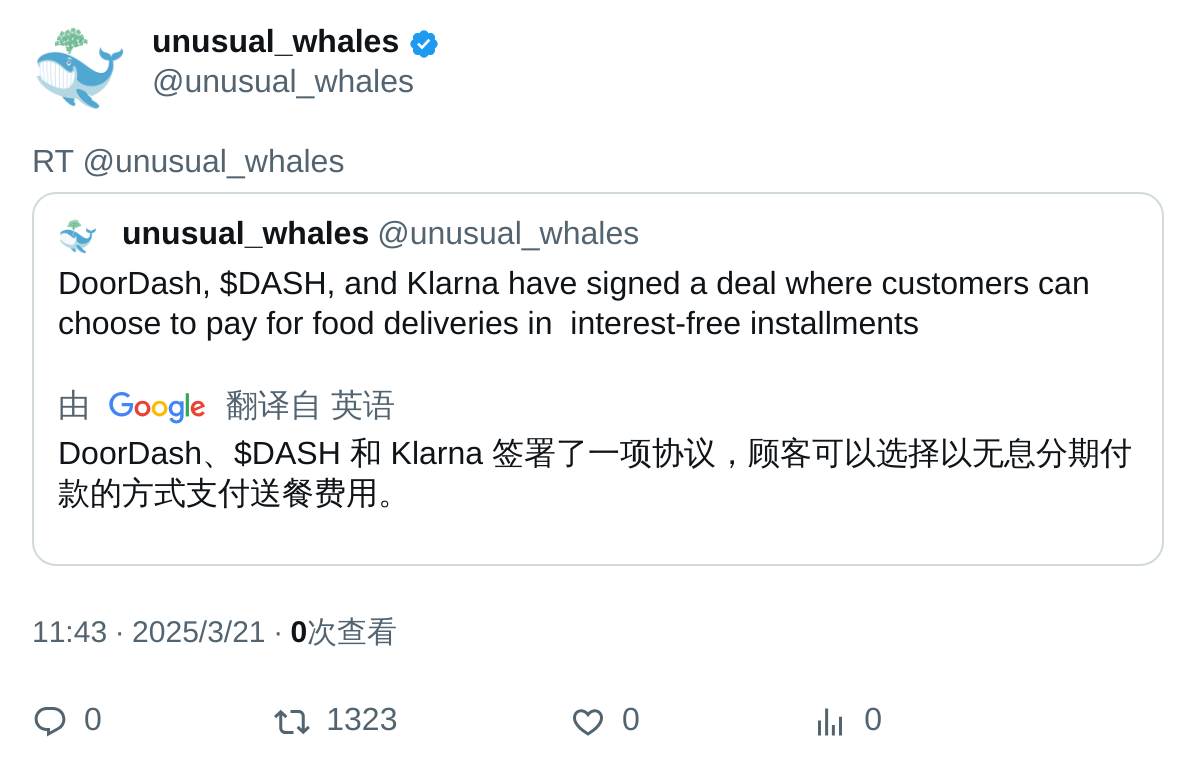 unusual_whales
@unusual_whales
RT @unusual_whales
unusual_whales @unusual_whales
DoorDash, $DASH, and Klarna have signed a deal where customers can
choose to pay for food deliveries in  interest-free installments
由 Google 翻译自 英语
DoorDash、$DASH 和 Klarna 签署了一项协议，顾客可以选择以无息分期付
款的方式支付送餐费用。
11:43 · 2025/3/21 · 0次查看
0 1323 0 0